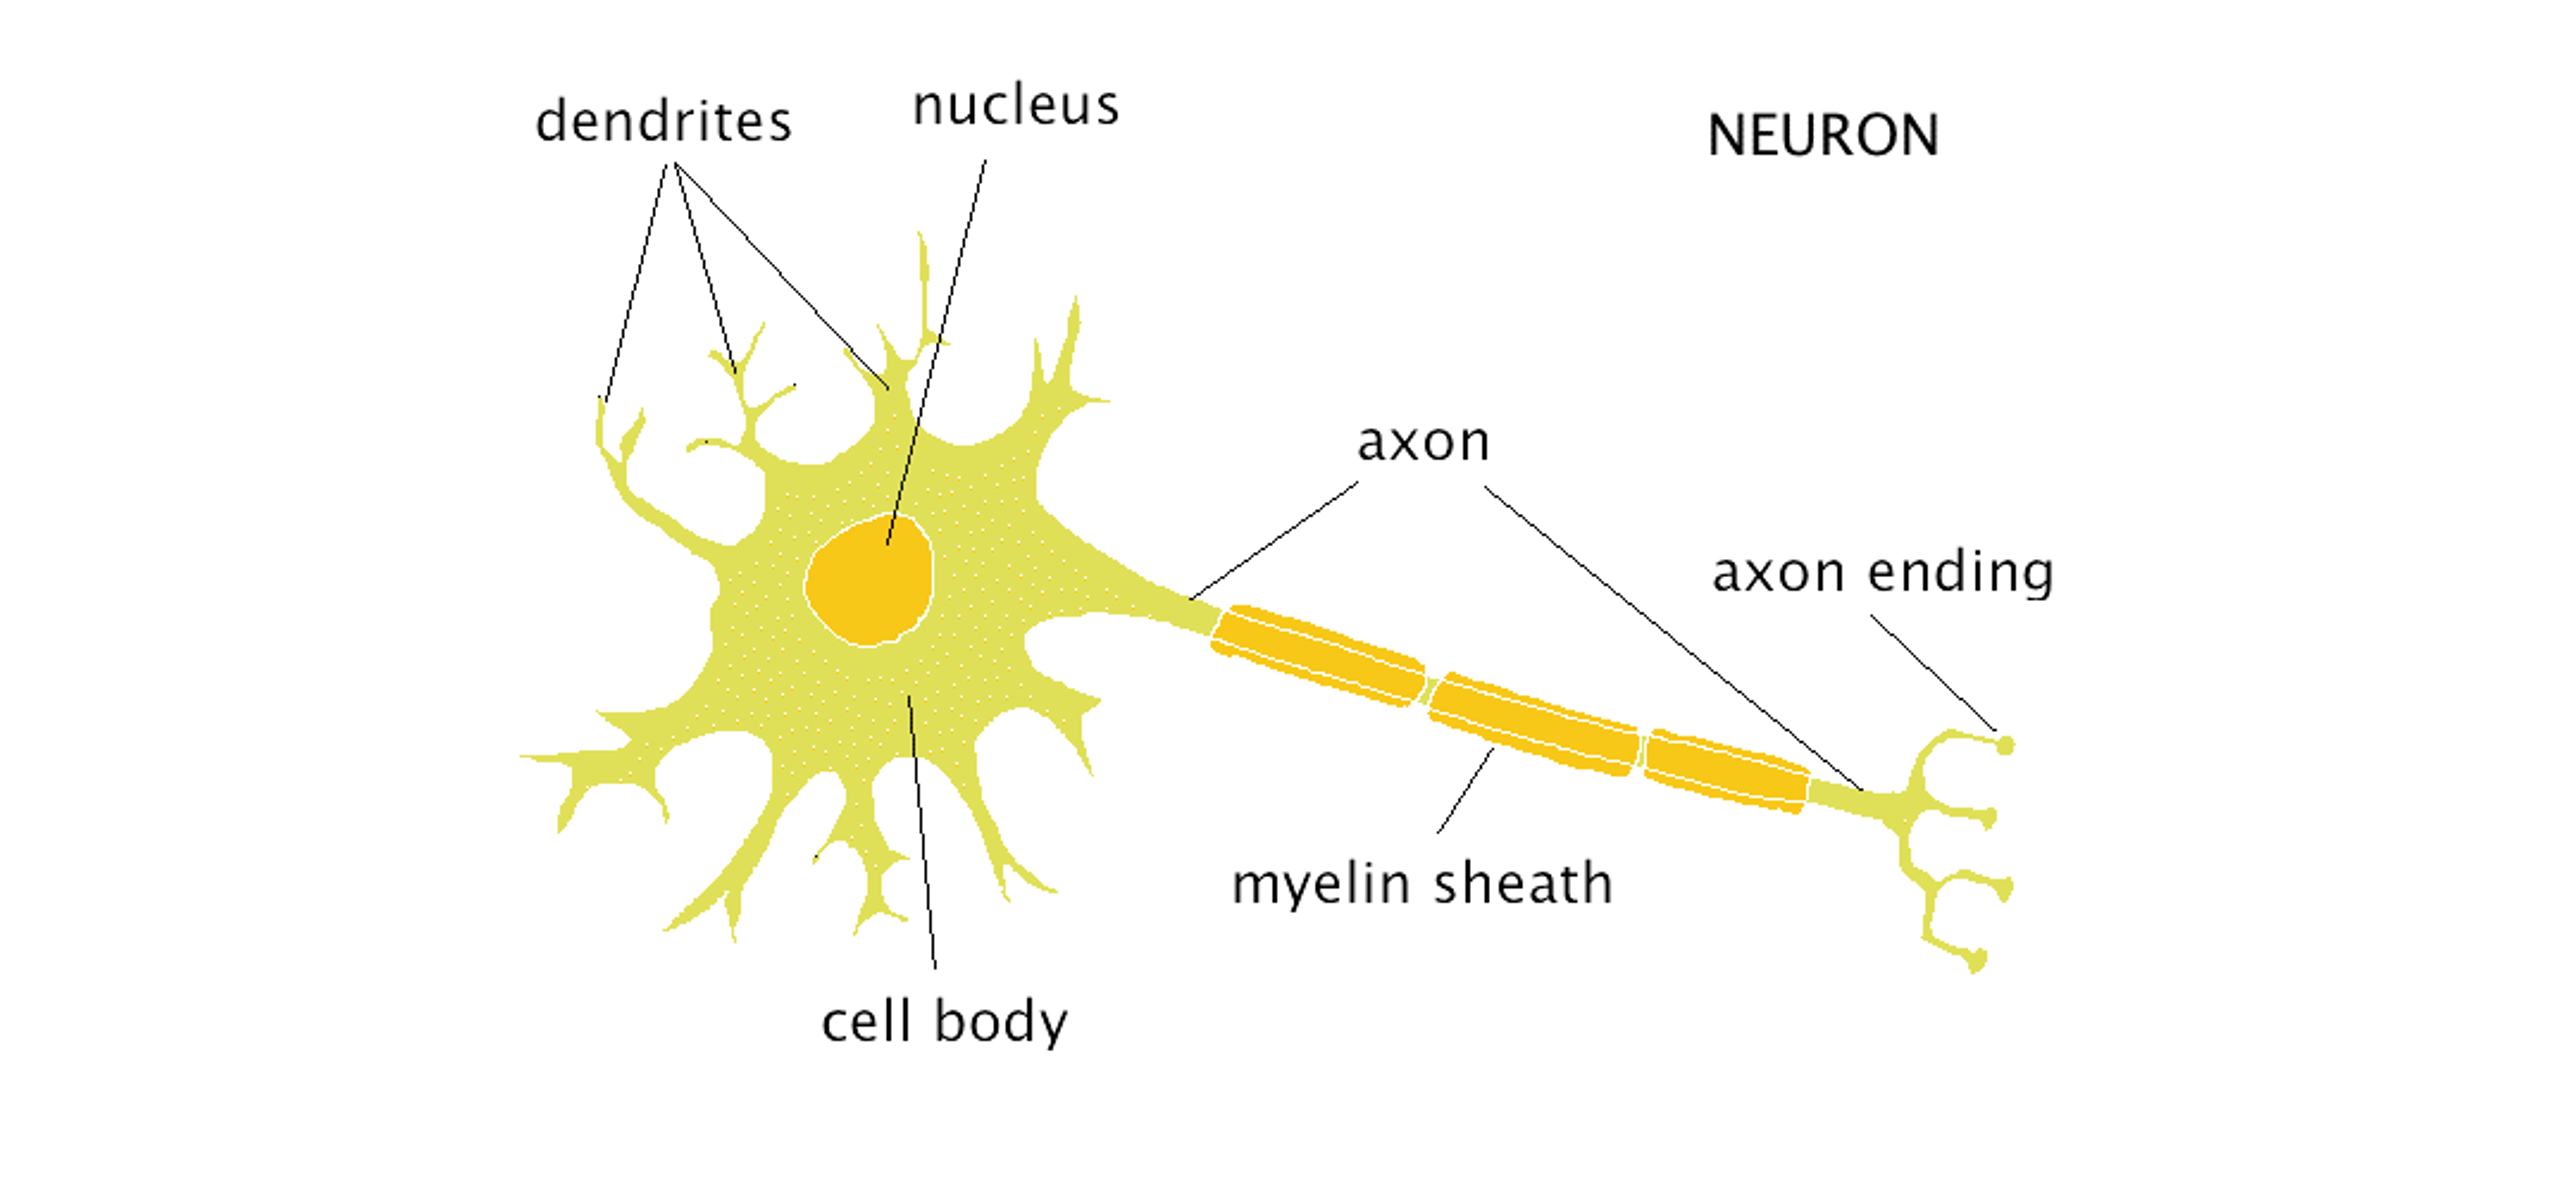 dendrites
nucleus
NEURON
axon
axon ending
myelin sheath
cell body